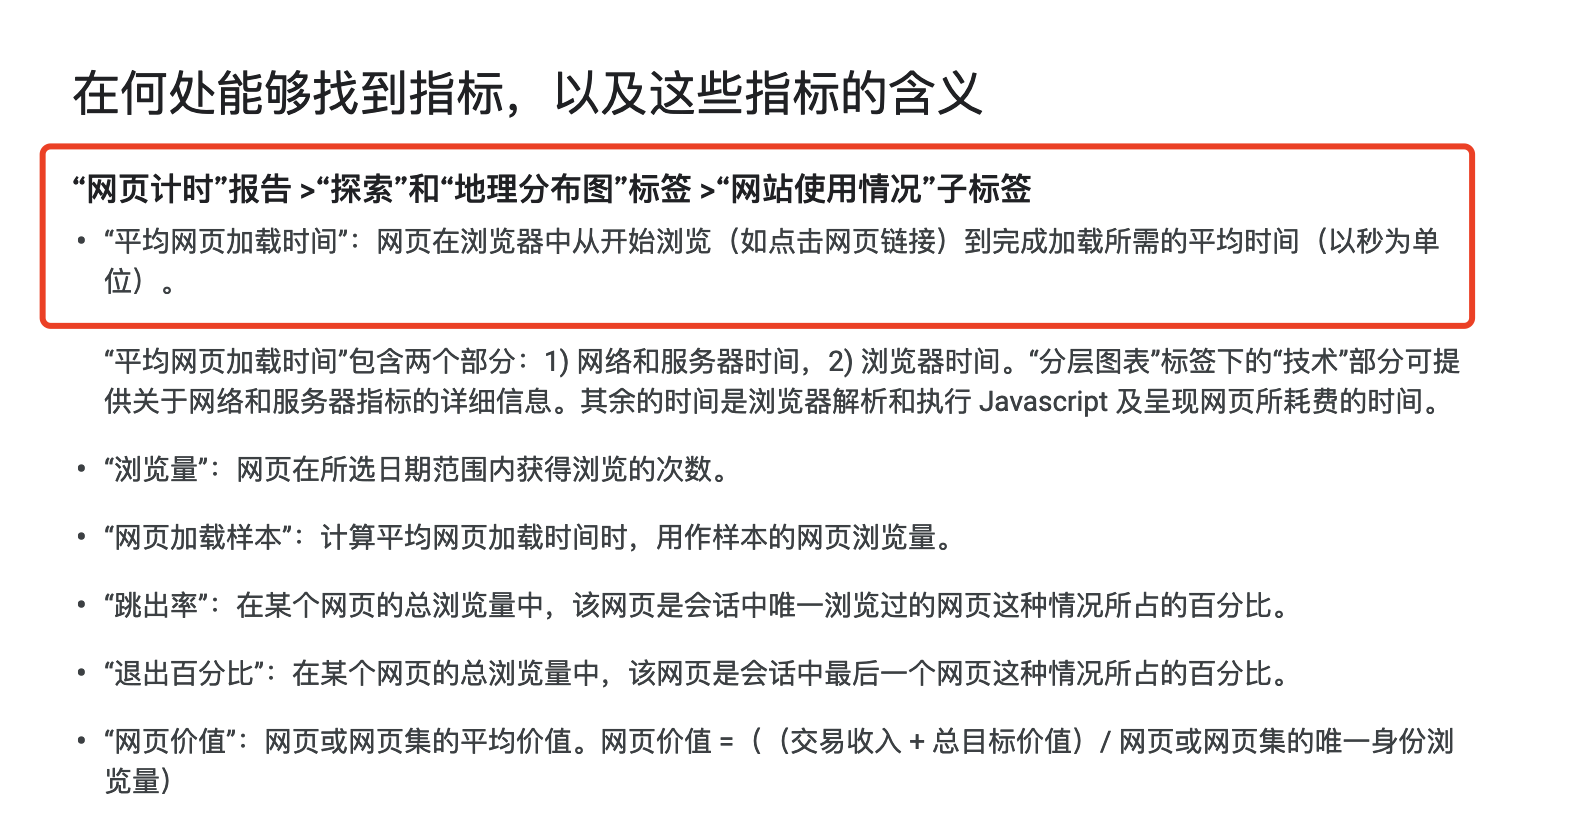 在何处能够找到指标，以及这些指标的含义
“网页计时”报告 >“探索”和“地理分布图”标签 >“网站使用情况”子标签
• “平均网页加载时间”：网页在浏览器中从开始浏览（如点击网页链接）到完成加载所需的平均时间（以秒为单
位）。
“平均网页加载时间”包含两个部分：1) 网络和服务器时间，2) 浏览器时间。“分层图表”标签下的“技术”部分可提
供关于网络和服务器指标的详细信息。其余的时间是浏览器解析和执行 Javascript 及呈现网页所耗费的时间。
• “浏览量”：网页在所选日期范围内获得浏览的次数。
• “网页加载样本”：计算平均网页加载时间时，用作样本的网页浏览量。
• “跳出率”：在某个网页的总浏览量中，该网页是会话中唯一浏览过的网页这种情况所占的百分比。
• “退出百分比”：在某个网页的总浏览量中，该网页是会话中最后一个网页这种情况所占的百分比。
• “网页价值”：网页或网页集的平均价值。网页价值 =（（交易收入 + 总目标价值）/ 网页或网页集的唯一身份浏
览量）